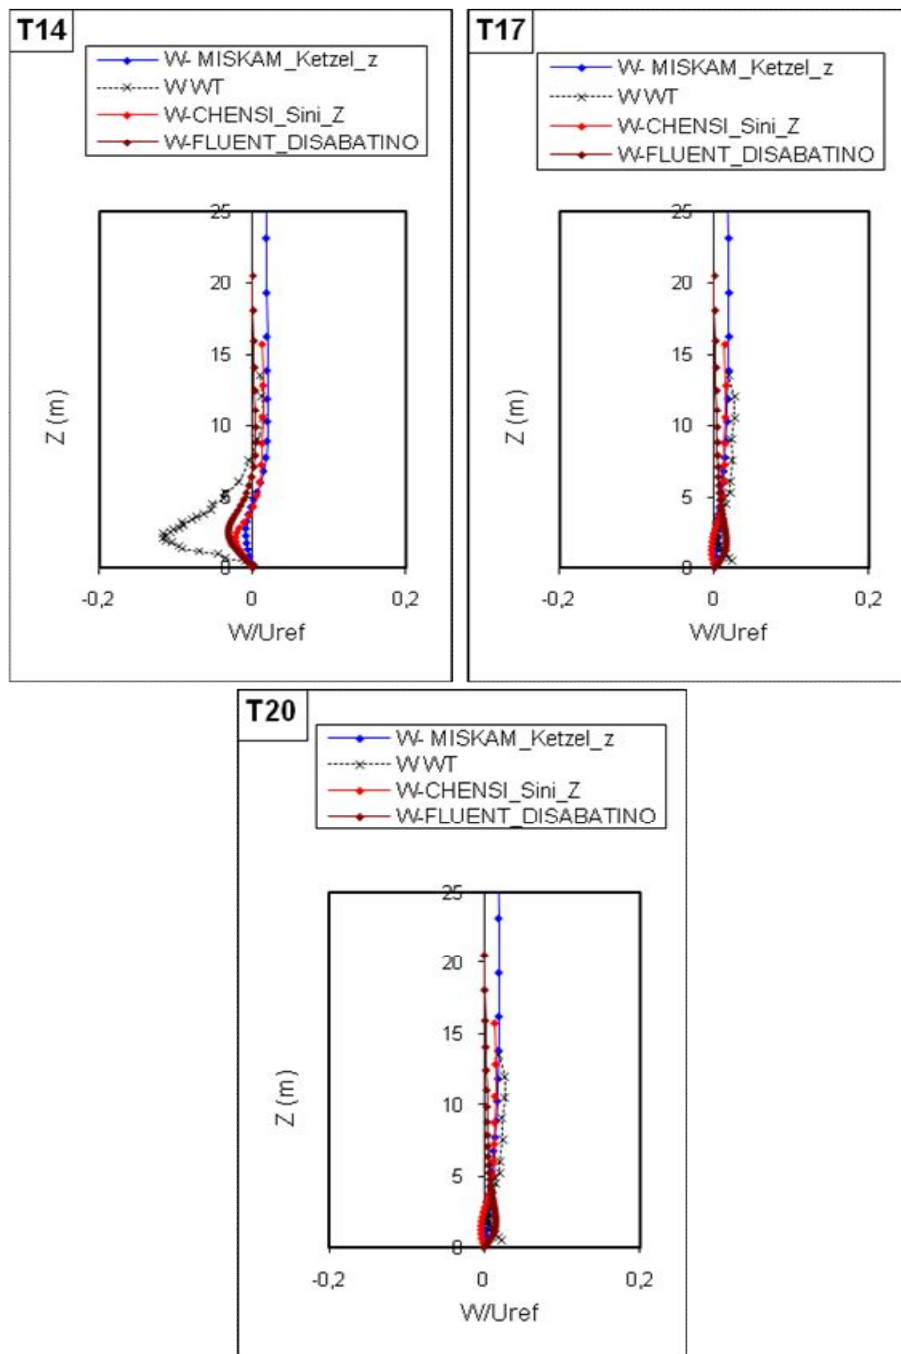 T14
W- MISKAM_Ketzel_z
W WT
W-CHENSI_Sini_Z
W-FLUENT_DISABATINO
25
20
15
10
5
0
Z (m)
-0,2 0 0,2
W/Uref
T17
W- MISKAM_Ketzel_z
W WT
W-CHENSI_Sini_Z
W-FLUENT_DISABATINO
25
20
15
10
5
0
Z (m)
-0,2 0 0,2
W/Uref
T20
W- MISKAM_Ketzel_z
W WT
W-CHENSI_Sini_Z
W-FLUENT_DISABATINO
25
20
15
10
5
0
Z (m)
-0,2 0 0,2
W/Uref